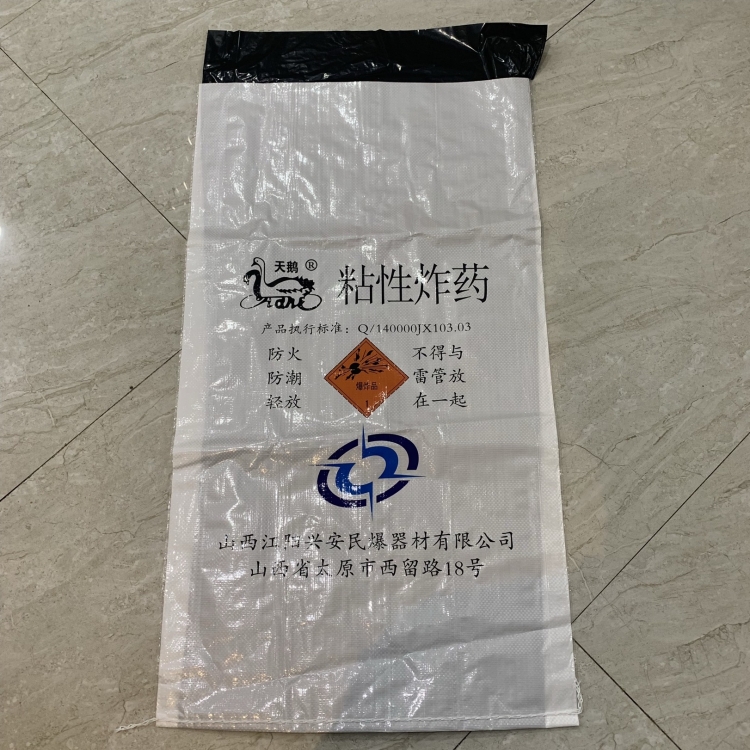 天鹅 ®
粘性炸药
产品执行标准：Q/140000JX103.03
防火
防潮
轻放
爆炸品
1
不得与
雷管放
在一起
山西江阳兴安民爆器材有限公司
山西省太原市西留路18号